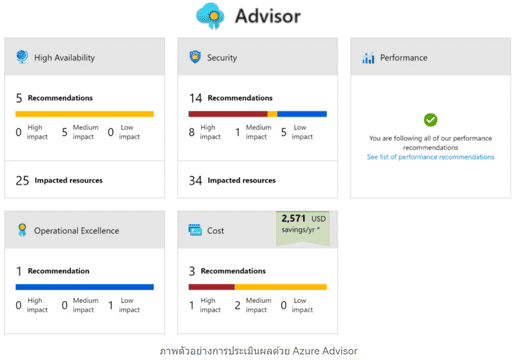 Advisor
High Availability
5 Recommendations
0 High impact 5 Medium impact 0 Low impact
25 Impacted resources
Security
14 Recommendations
8 High impact 1 Medium impact 5 Low impact
34 Impacted resources
Performance
You are following all of our performance
recommendations
See list of performance recommendations
Operational Excellence
1 Recommendation
0 High impact 0 Medium impact 1 Low impact
Cost
2,571 USD
savings/yr *
3 Recommendations
1 High impact 2 Medium impact 0 Low impact
ภาพตัวอย่างการประเมินผลด้วย Azure Advisor